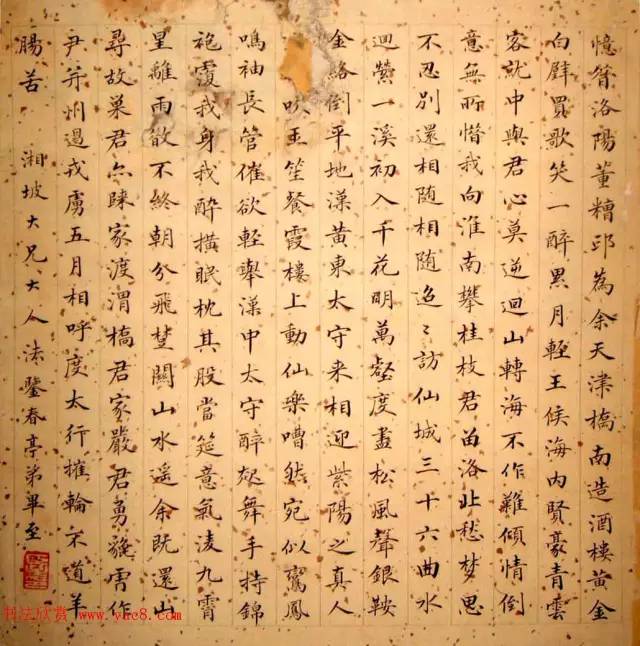 憶昔洛陽董糟邱為余天津橋南造酒樓黃金
白璧買歌笑一醉累月輕王侯海內賢豪青雲
客就中與君心莫逆迴山轉海不作難傾情倒
意無所惜我向淮南攀桂枝君留洛北愁夢思
不忍別還相隨相隨迢〻訪仙城三十六曲水
迴縈一溪初入千花明萬壑度盡松風聲銀鞍
金絡倒平地漢黃東太守来相迎紫陽之真人
吹玉笙餐霞樓上動仙樂嘈然宛似鸞鳳
鳴袖長管催欲輕舉漢中太守醉起舞手持錦
袍覆我身我醉橫眠枕其股當筵意氣凌九霄
星離雨散不終朝分飛楚關山水遙余既還山
尋故巢君亦歸家渡渭橋君家嚴君勇貔虎作
尹并州遏戎虜五月相呼度太行摧輪不道羊
腸苦 湘坡大兄大人法鑒春亭弟畢至
书法欣赏 www.yac8.com